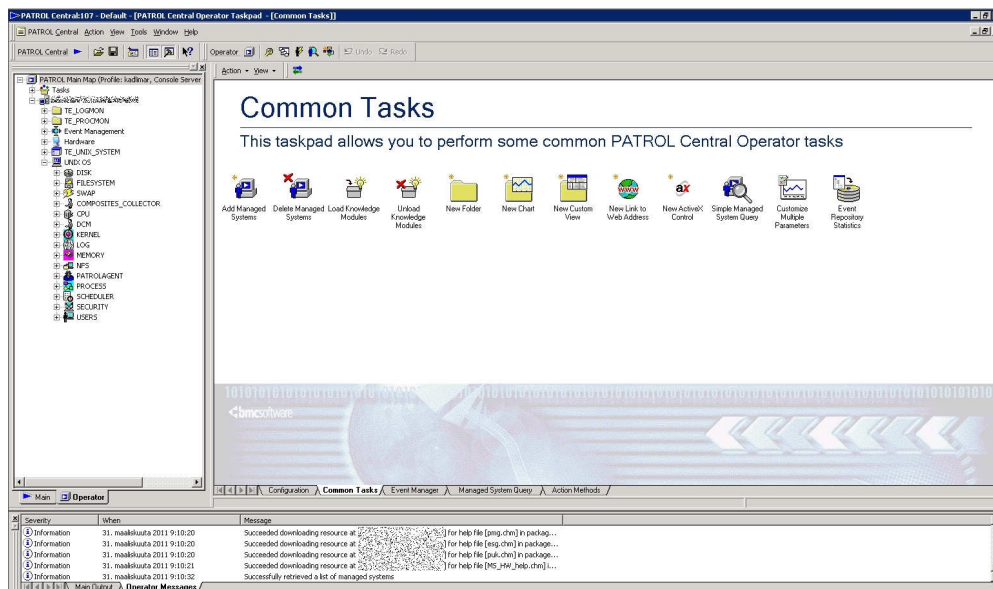 PATROL Central:107 - Default - [PATROL Central Operator Taskpad - [Common Tasks]]
PATROL Central Action View Tools Window Help
PATROL Central Operator Undo Redo
Action View
PATROL Main Map (Profile: kadlmar, Console Server
Tasks
TE_LOGMON
TE_PROCMON
Event Management
Hardware
TE_UNIX_SYSTEM
UNIX OS
DISK
FILESYSTEM
SWAP
COMPOSITES_COLLECTOR
CPU
DCM
KERNEL
LOG
MEMORY
NFS
PATROLAGENT
PROCESS
SCHEDULER
SECURITY
USERS
Main Operator
Common Tasks
This taskpad allows you to perform some common PATROL Central Operator tasks
Add Managed Systems
Delete Managed Systems
Load Knowledge Modules
Unload Knowledge Modules
New Folder
New Chart
New Custom View
New Link to Web Address
New ActiveX Control
Simple Managed System Query
Customize Multiple Parameters
Event Repository Statistics
bmcsoftware
Configuration Common Tasks Event Manager Managed System Query Action Methods
Severity When Message
Information 31. maaliskuuta 2011 9:10:20 Succeeded downloading resource at [ ] for help file [pmg.chm] in packag...
Information 31. maaliskuuta 2011 9:10:20 Succeeded downloading resource at [ ] for help file [esg.chm] in package...
Information 31. maaliskuuta 2011 9:10:20 Succeeded downloading resource at [ ] for help file [puk.chm] in package...
Information 31. maaliskuuta 2011 9:10:21 Succeeded downloading resource at [ ] for help file [MS_HW_help.chm] i...
Information 31. maaliskuuta 2011 9:10:32 Successfully retrieved a list of managed systems
Main Output Operator Messages